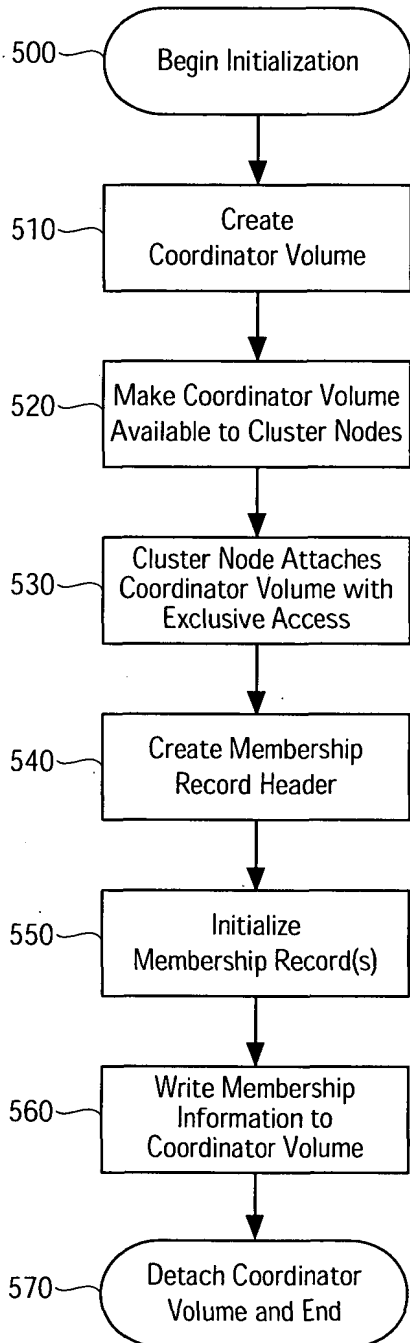 500
Begin Initialization
510
Create
Coordinator Volume
520
Make Coordinator Volume
Available to Cluster Nodes
530
Cluster Node Attaches
Coordinator Volume with
Exclusive Access
540
Create Membership
Record Header
550
Initialize
Membership Record(s)
560
Write Membership
Information to
Coordinator Volume
570
Detach Coordinator
Volume and End